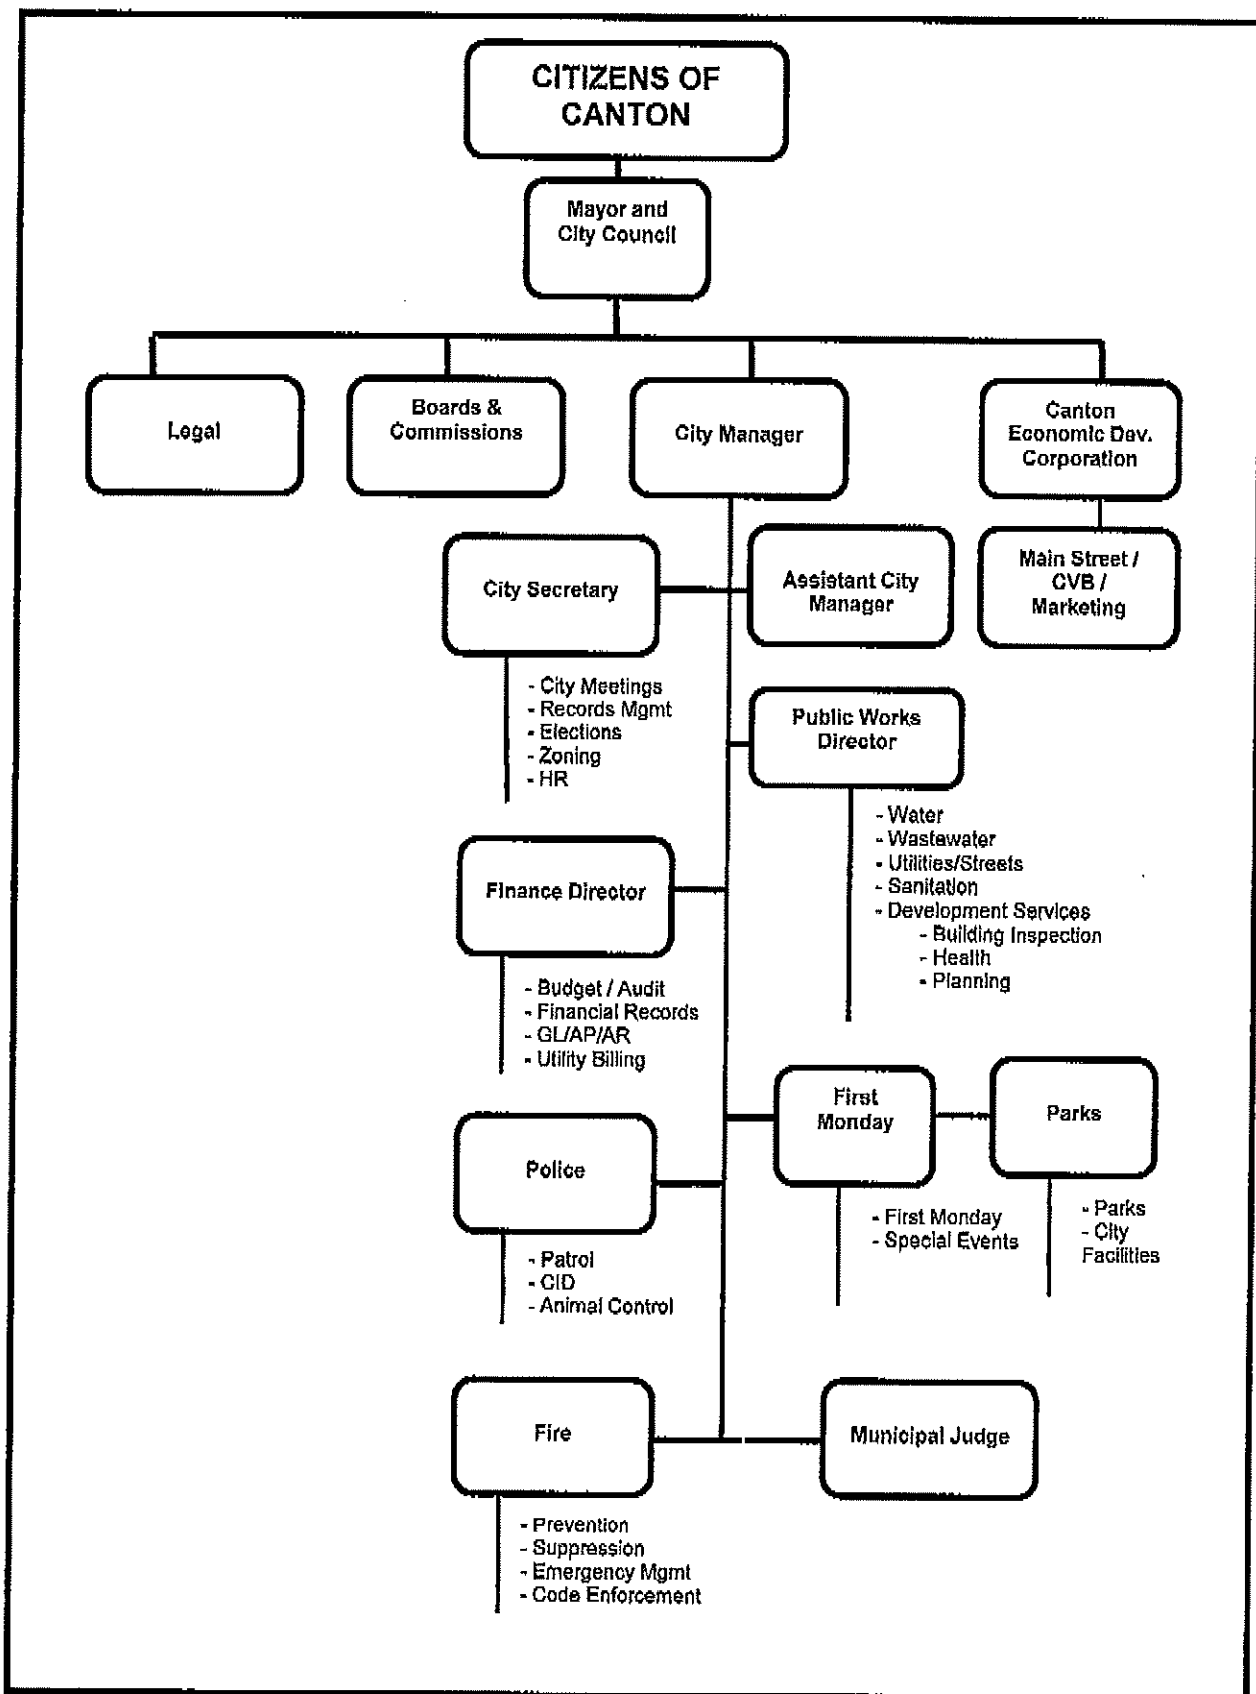 CITIZENS OF
CANTON
Mayor and
City Council
Legal
Boards &
Commissions
City Manager
Canton
Economic Dev.
Corporation
City Secretary
Assistant City
Manager
Main Street /
CVB /
Marketing
- City Meetings
- Records Mgmt
- Elections
- Zoning
- HR
Public Works
Director
- Water
- Wastewater
- Utilities/Streets
- Sanitation
- Development Services
- Building Inspection
- Health
- Planning
Finance Director
- Budget / Audit
- Financial Records
- GL/AP/AR
- Utility Billing
First
Monday
Parks
- First Monday
- Special Events
- Parks
- City
Facilities
Police
- Patrol
- CID
- Animal Control
Fire
Municipal Judge
- Prevention
- Suppression
- Emergency Mgmt
- Code Enforcement